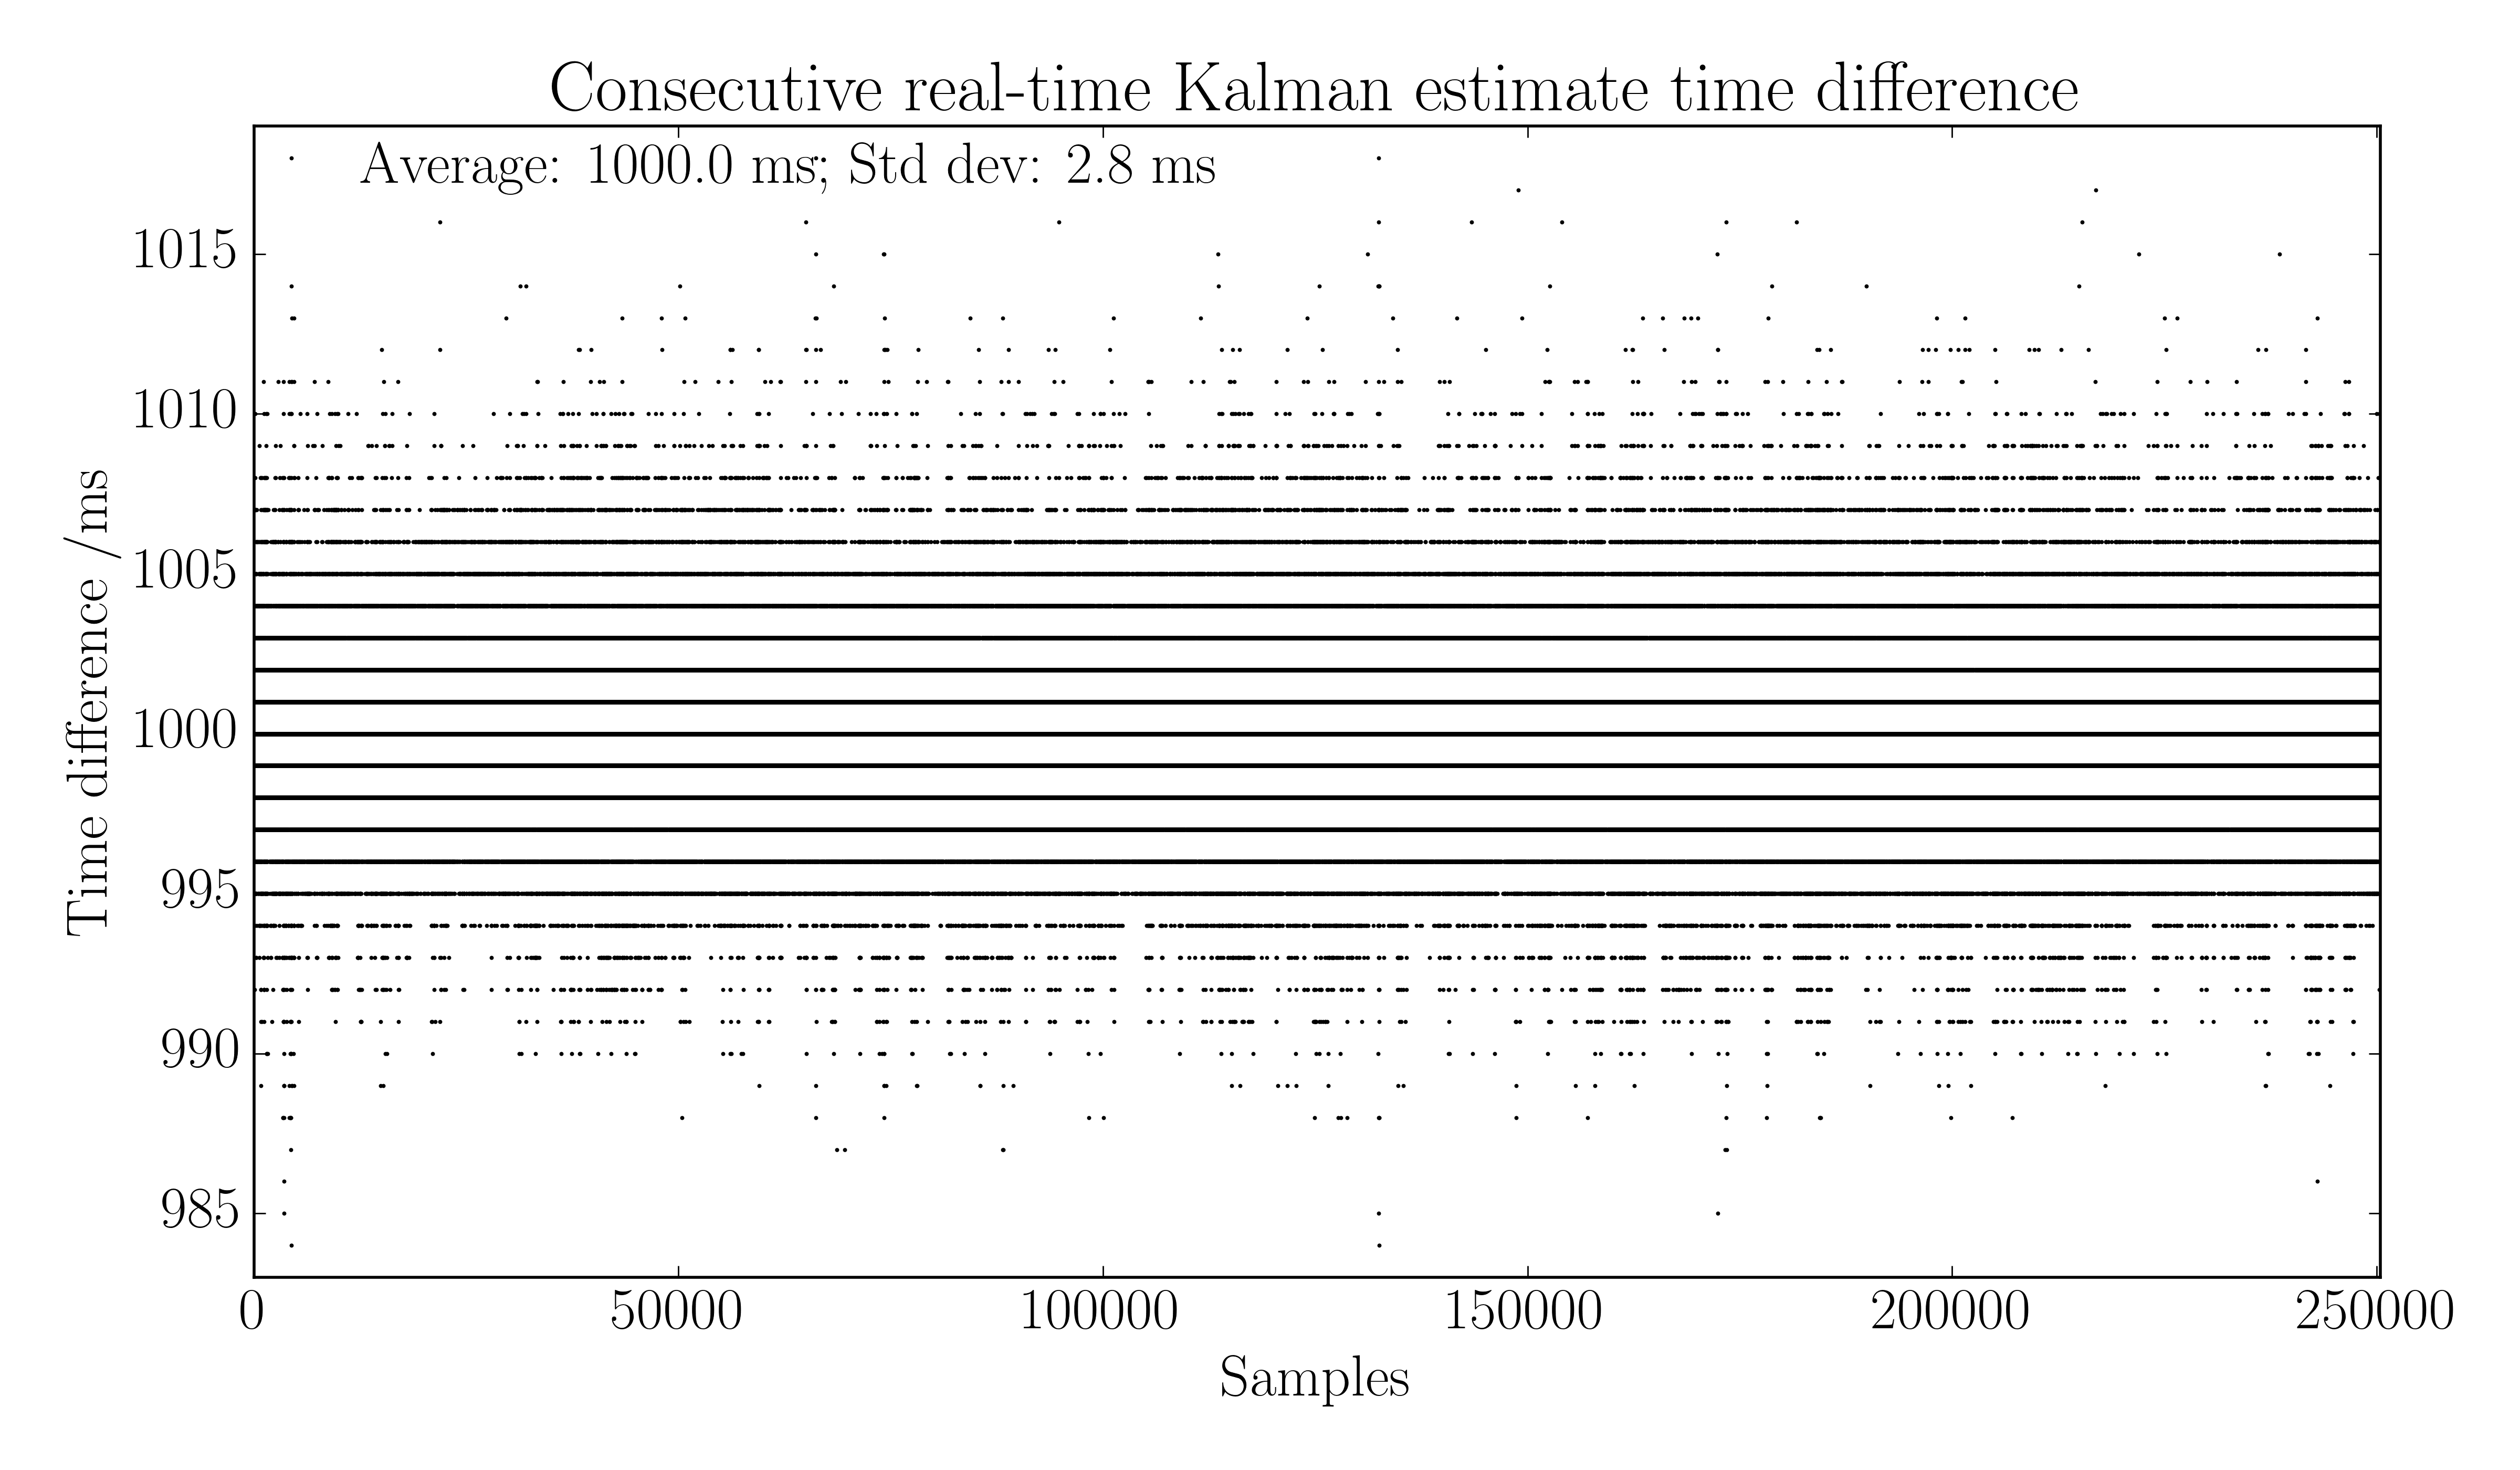 Consecutive real-time Kalman estimate time difference
Average: 1000.0 ms; Std dev: 2.8 ms
Time difference /ms
1015
1010
1005
1000
995
990
985
0 50000 100000 150000 200000 250000
Samples